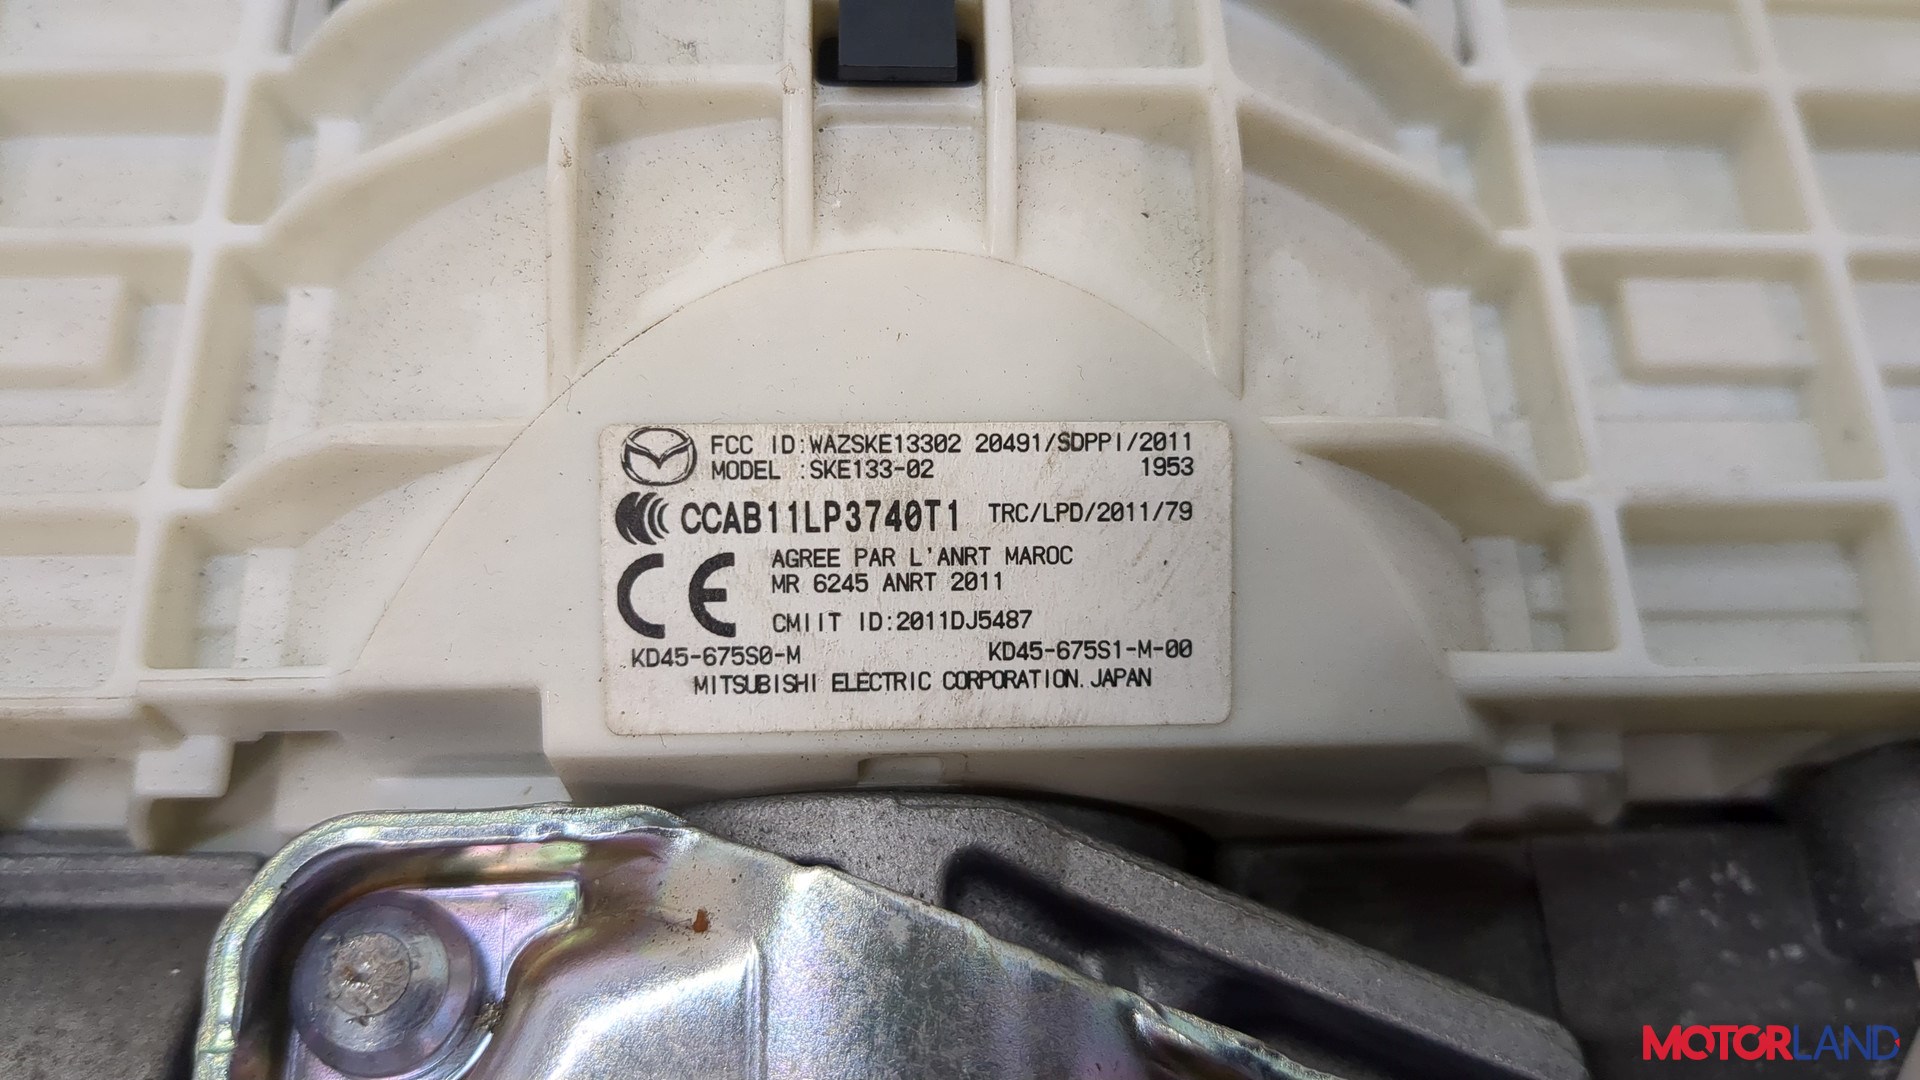 FCC ID:WAZSKE13302 20491/SDPPI/2011
MODEL :SKE133-02 1953
CCAB11LP3740T1 TRC/LPD/2011/79
CE AGREE PAR L'ANRT MAROC
MR 6245 ANRT 2011
CMIIT ID:2011DJ5487
KD45-675S0-M KD45-675S1-M-00
MITSUBISHI ELECTRIC CORPORATION.JAPAN
MOTORLAND